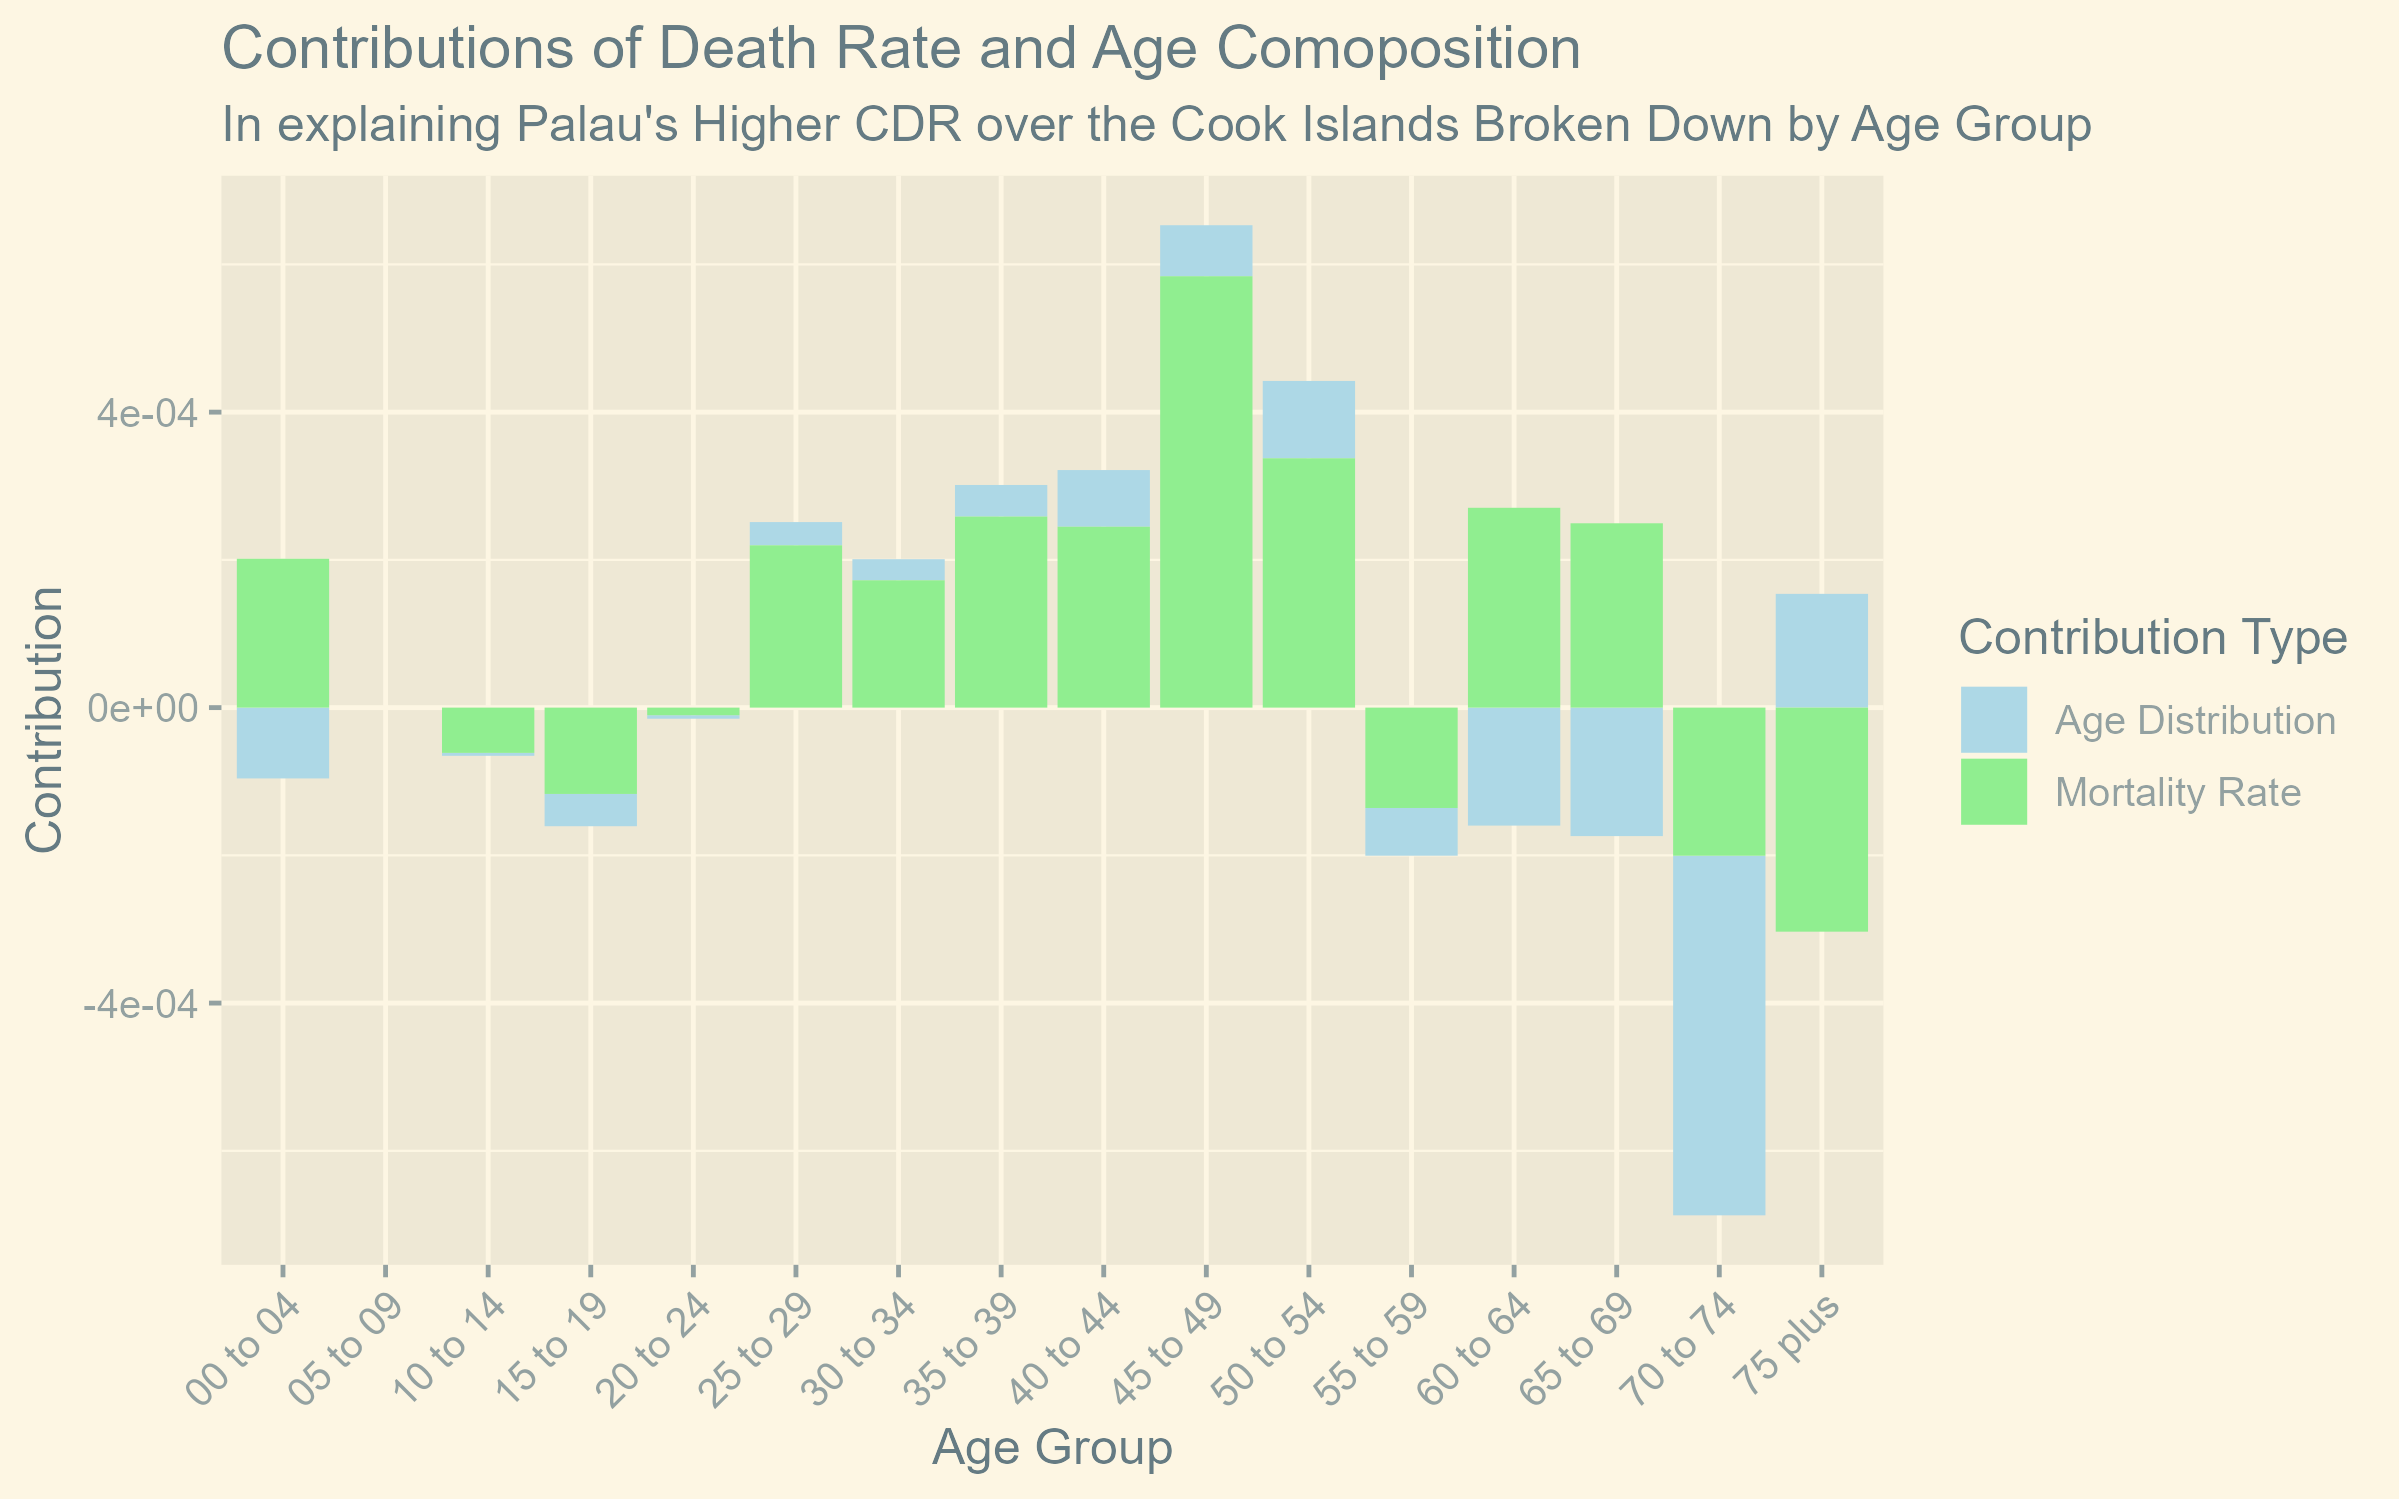 Contributions of Death Rate and Age Comoposition
In explaining Palau's Higher CDR over the Cook Islands Broken Down by Age Group
Contribution
4e-04
0e+00
-4e-04
00 to 04
05 to 09
10 to 14
15 to 19
20 to 24
25 to 29
30 to 34
35 to 39
40 to 44
45 to 49
50 to 54
55 to 59
60 to 64
65 to 69
70 to 74
75 plus
Age Group
Contribution Type
Age Distribution
Mortality Rate